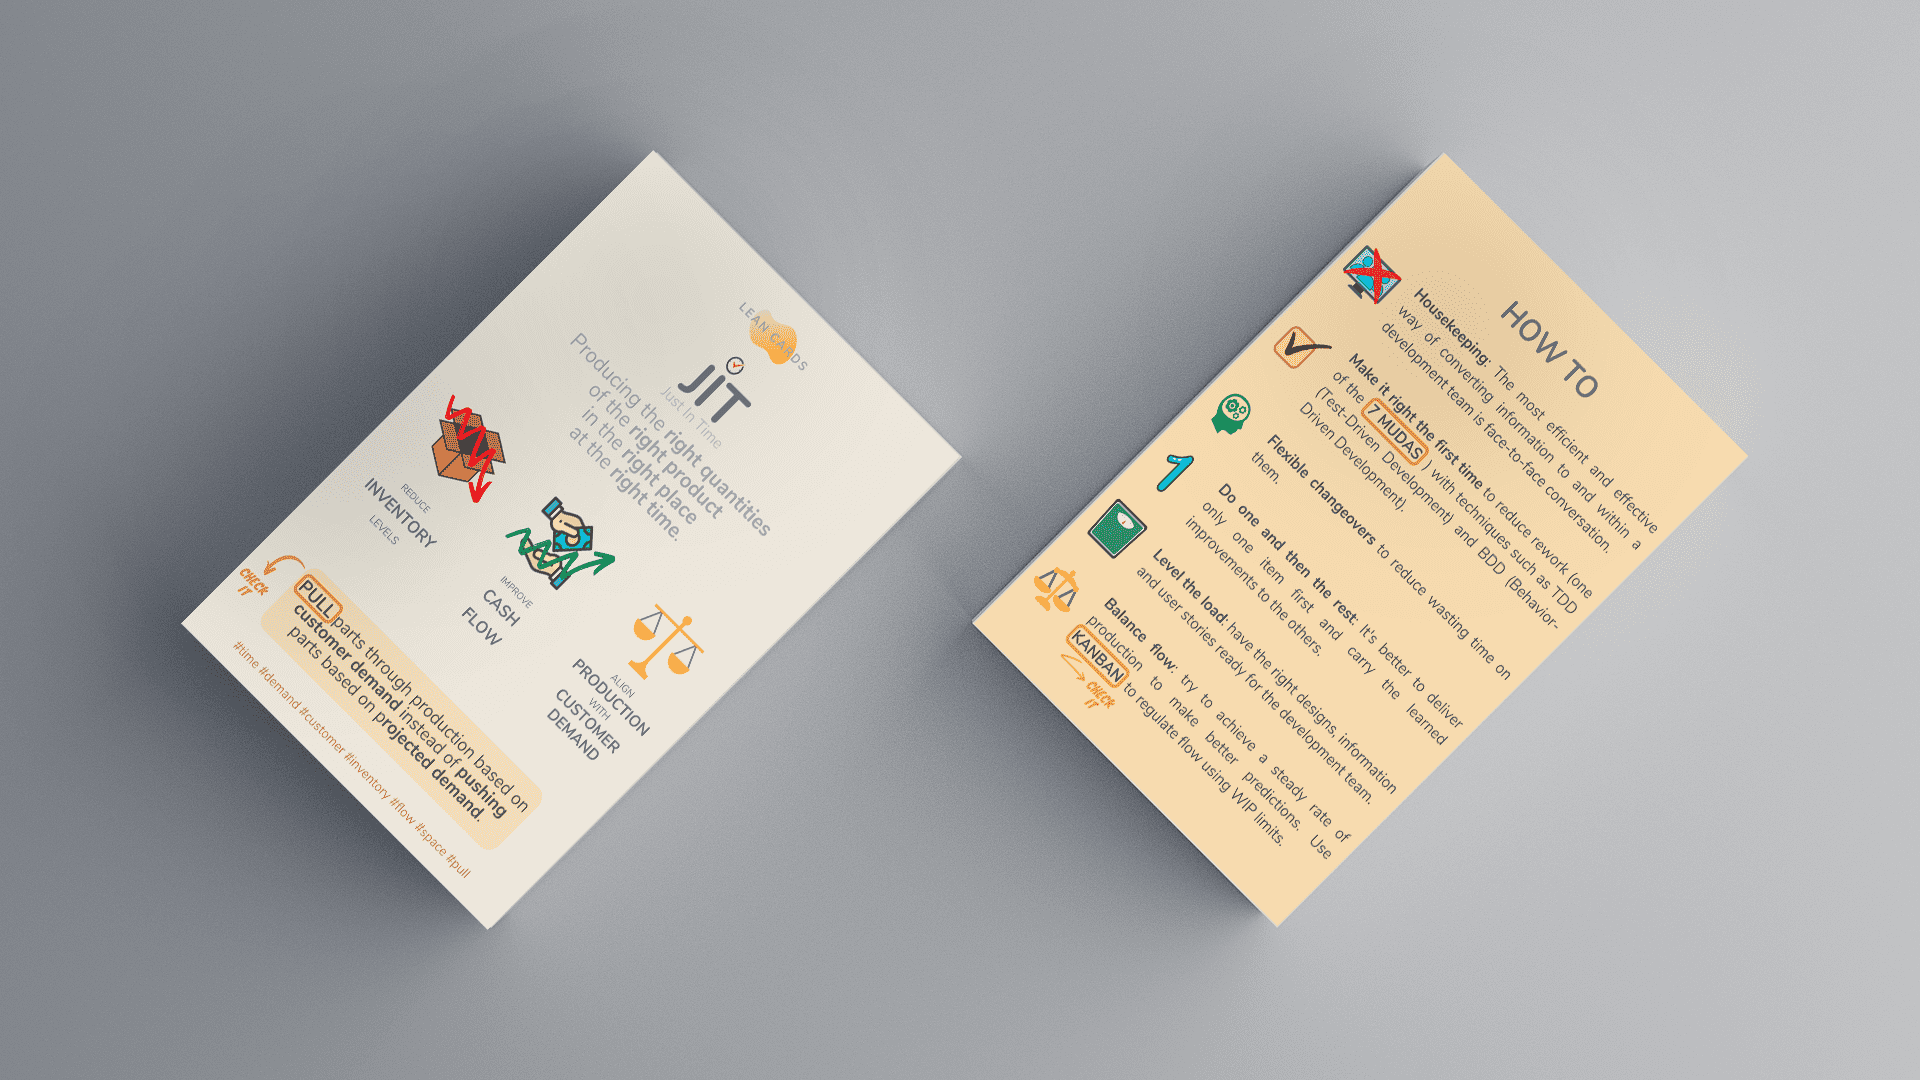 LEAN CARDS
JIT
Just In Time
Producing the right quantities
of the right product
in the right place
at the right time.
REDUCE
INVENTORY
LEVELS
IMPROVE
CASH
FLOW
ALIGN
PRODUCTION
WITH
CUSTOMER
DEMAND
CHECK
IT
PULL parts through production based on
customer demand instead of pushing
parts based on projected demand.
#time #demand #customer #inventory #flow #space #pull
HOW TO
Housekeeping: The most efficient and effective
way of converting information to and within a
development team is face-to-face conversation.
Make it right the first time to reduce rework (one
of the 7 MUDAS ) with techniques such as TDD
(Test-Driven Development) and BDD (Behavior-
Driven Development).
Flexible changeovers to reduce wasting time on
them.
1
Do one and then the rest: It's better to deliver
only one item first and carry the learned
improvements to the others.
Level the load: have the right designs, information
and user stories ready for the development team.
Balance flow: try to achieve a steady rate of
production to make better predictions. Use
KANBAN to regulate flow using WIP limits.
CHECK
IT